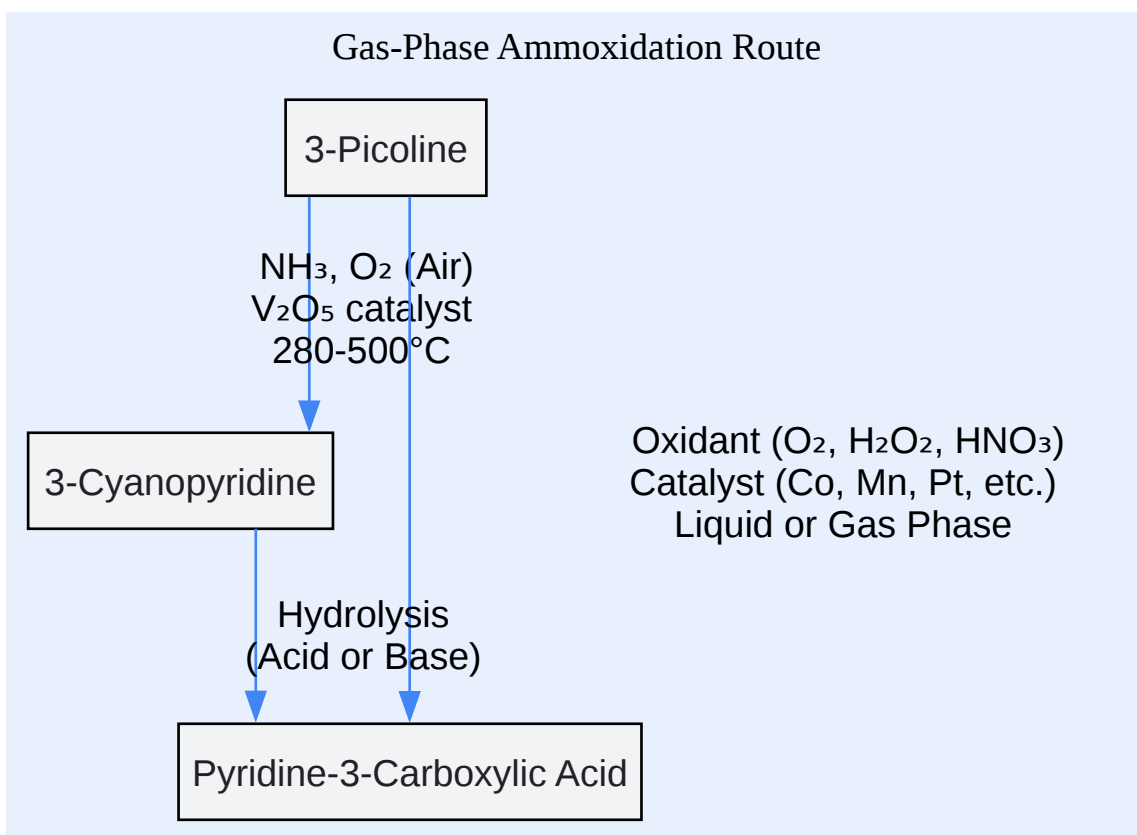 Gas-Phase Ammoxidation Route
3-Picoline
NH₃, O₂ (Air)
V₂O₅ catalyst
280-500°C
3-Cyanopyridine
Oxidant (O₂, H₂O₂, HNO₃)
Catalyst (Co, Mn, Pt, etc.)
Liquid or Gas Phase
Hydrolysis
(Acid or Base)
Pyridine-3-Carboxylic Acid